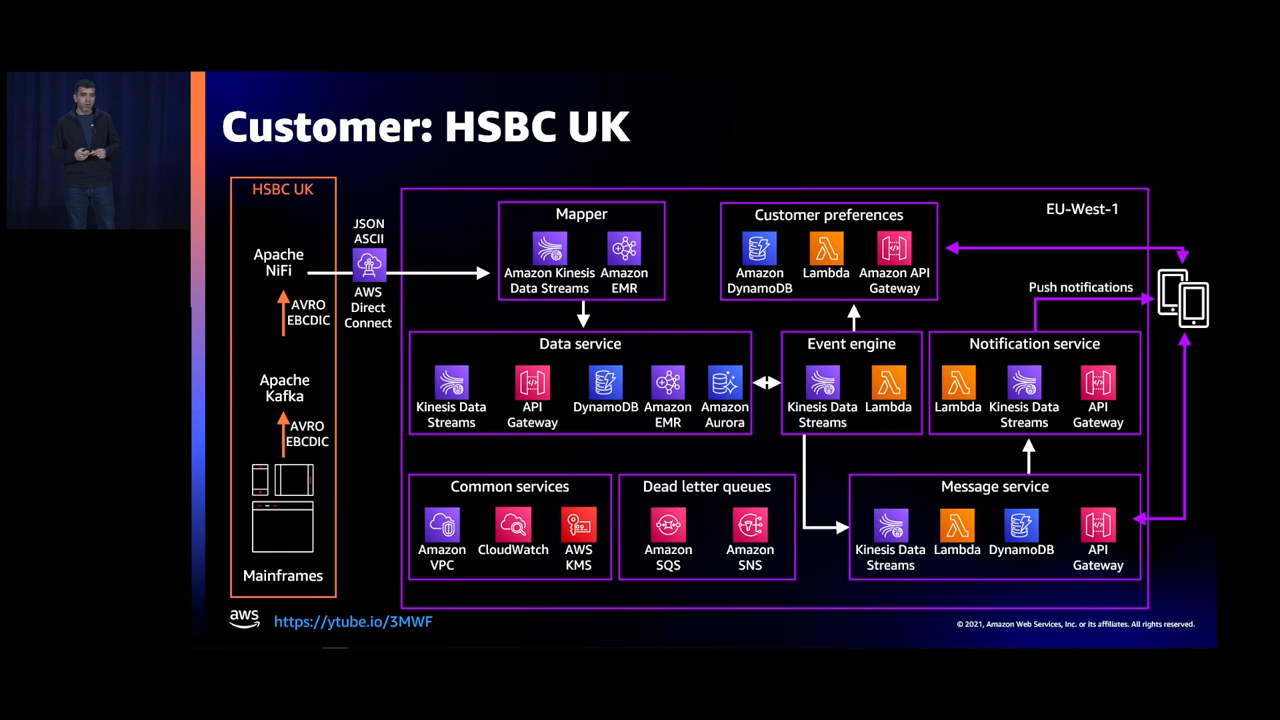 Customer: HSBC UK
HSBC UK
Apache
NiFi
AVRO
EBCDIC
Apache
Kafka
AVRO
EBCDIC
Mainframes
JSON
ASCII
AWS
Direct
Connect
EU-West-1
Mapper
Amazon Kinesis
Data Streams
Amazon
EMR
Customer preferences
Amazon
DynamoDB
Lambda
Amazon API
Gateway
Push notifications
Data service
Kinesis Data
Streams
API
Gateway
DynamoDB
Amazon
EMR
Amazon
Aurora
Event engine
Kinesis Data
Streams
Lambda
Notification service
Lambda
Kinesis Data
Streams
API
Gateway
Common services
Amazon
VPC
CloudWatch
AWS
KMS
Dead letter queues
Amazon
SQS
Amazon
SNS
Message service
Kinesis Data
Streams
Lambda
DynamoDB
API
Gateway
aws
https://ytube.io/3MWF
© 2021, Amazon Web Services, Inc. or its affiliates. All rights reserved.